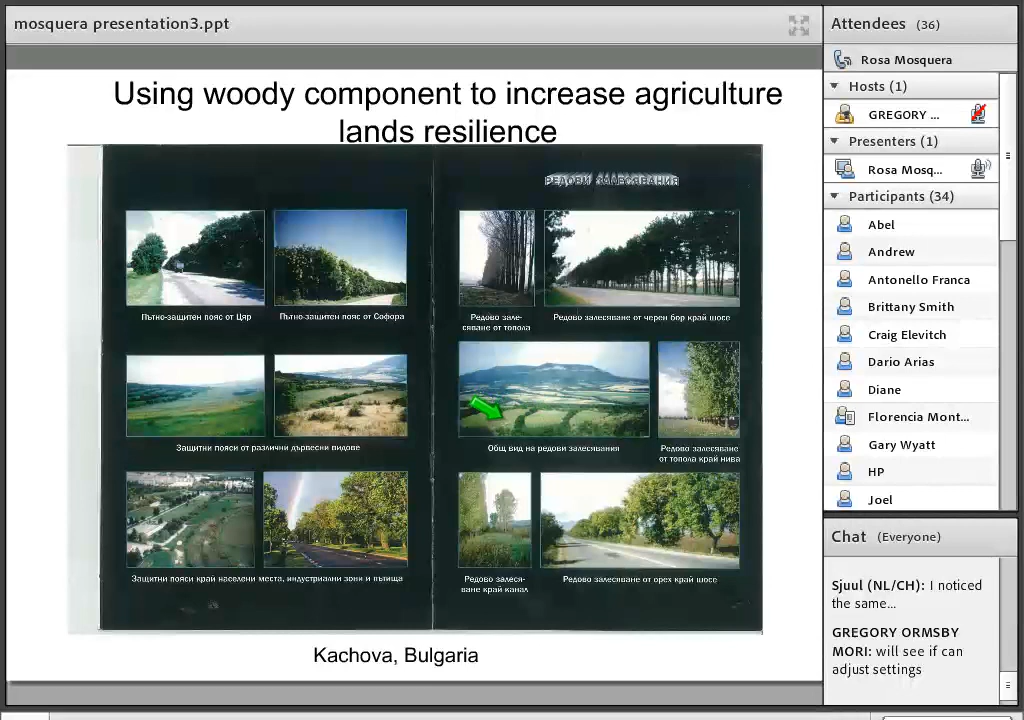 mosquera presentation3.ppt
Using woody component to increase agriculture
lands resilience
РЕДОВИ ЗАЛЕСЯВАНИЯ
Пътно-защитен пояс от Цяр
Пътно-защитен пояс от Софора
Редово зале-
сяване от топола
Редово залесяване от черен бор край шосе
Защитни пояси от различни дървесни видове
Общ вид на редови залесявания
Редово залесяване
от топола край нива
Защитни пояси край населени места, индустриални зони и пътища
Редово залеся-
ване край канал
Редово залесяване от орех край шосе
Kachova, Bulgaria
Attendees (36)
Rosa Mosquera
Hosts (1)
GREGORY ...
Presenters (1)
Rosa Mosq...
Participants (34)
Abel
Andrew
Antonello Franca
Brittany Smith
Craig Elevitch
Dario Arias
Diane
Florencia Mont...
Gary Wyatt
HP
Joel
Chat (Everyone)
Sjuul (NL/CH): I noticed
the same...
GREGORY ORMSBY
MORI: will see if can
adjust settings